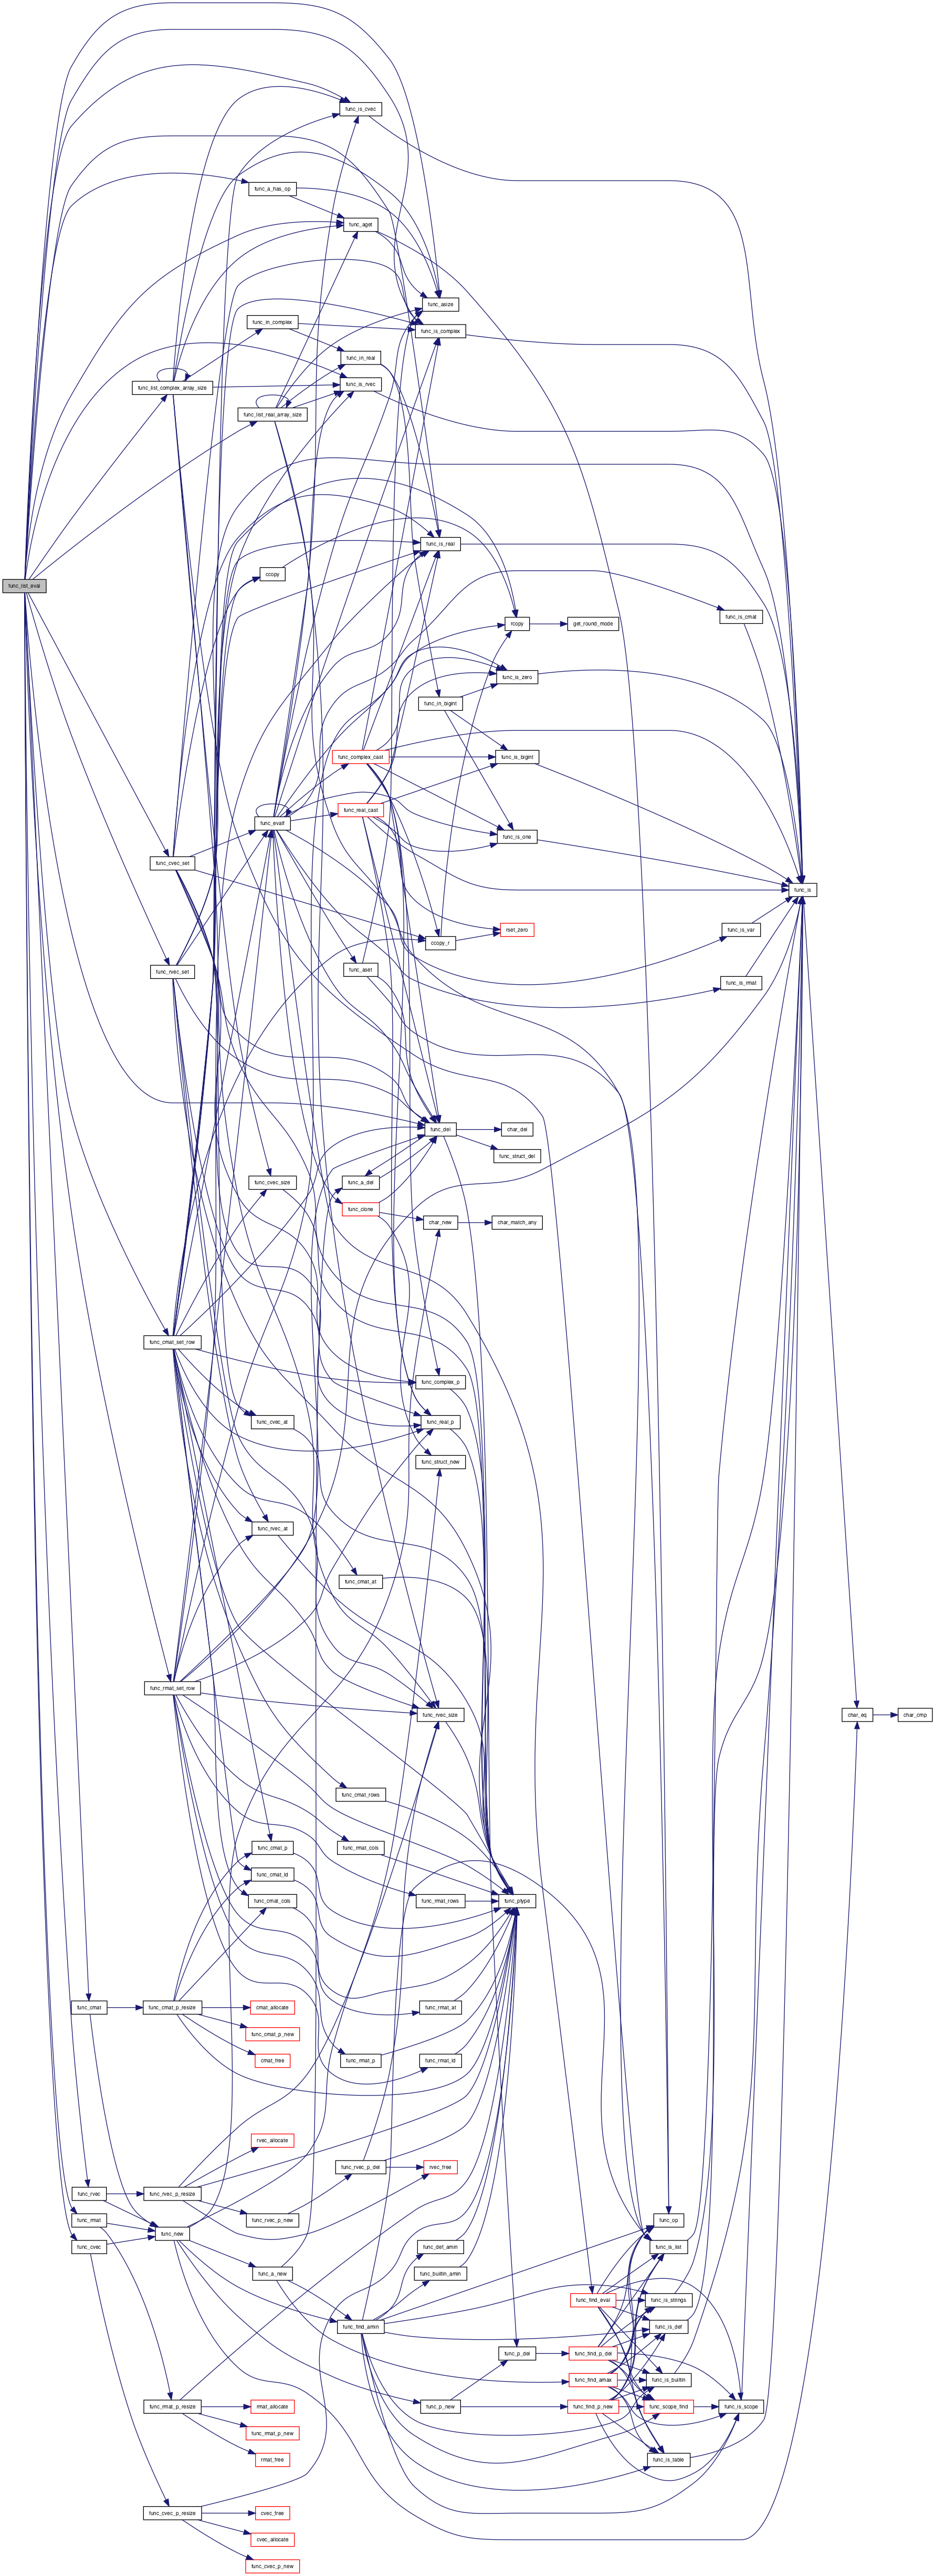 func_is_cvec
func_a_has_op
func_aget
func_asize
func_in_complex
func_is_complex
func_in_real
func_is_rvec
func_list_complex_array_size
func_list_real_array_size
func_is_real
ccopy
func_list_eval
rcopy
get_round_mode
func_is_cmat
func_is_zero
func_in_bigint
func_complex_cast
func_is_bigint
func_real_cast
func_evalf
func_is_one
func_cvec_set
func_is
func_is_var
rset_zero
ccopy_r
func_rvec_set
func_aset
func_is_rmat
func_del
char_del
func_struct_del
func_cvec_size
func_a_del
func_clone
char_new
char_match_any
func_cmat_set_row
func_complex_p
func_cvec_at
func_real_p
func_struct_new
func_rvec_at
func_cmat_at
func_rmat_set_row
func_rvec_size
char_eq
char_cmp
func_cmat_rows
func_cmat_p
func_rmat_cols
func_cmat_id
func_cmat_cols
func_rmat_rows
func_ptype
func_cmat
func_cmat_p_resize
cmat_allocate
func_rmat_at
func_cmat_p_new
cmat_free
func_rmat_p
func_rmat_id
rvec_allocate
func_rvec_p_del
rvec_free
func_rvec
func_rvec_p_resize
func_rmat
func_rvec_p_new
func_op
func_new
func_cvec
func_def_amin
func_is_list
func_a_new
func_builtin_amin
func_find_eval
func_is_strings
func_find_amin
func_is_def
func_p_del
func_find_p_del
func_find_amax
func_is_builtin
func_rmat_p_resize
rmat_allocate
func_p_new
func_find_p_new
func_scope_find
func_is_scope
func_rmat_p_new
rmat_free
func_is_table
func_cvec_p_resize
cvec_free
cvec_allocate
func_cvec_p_new